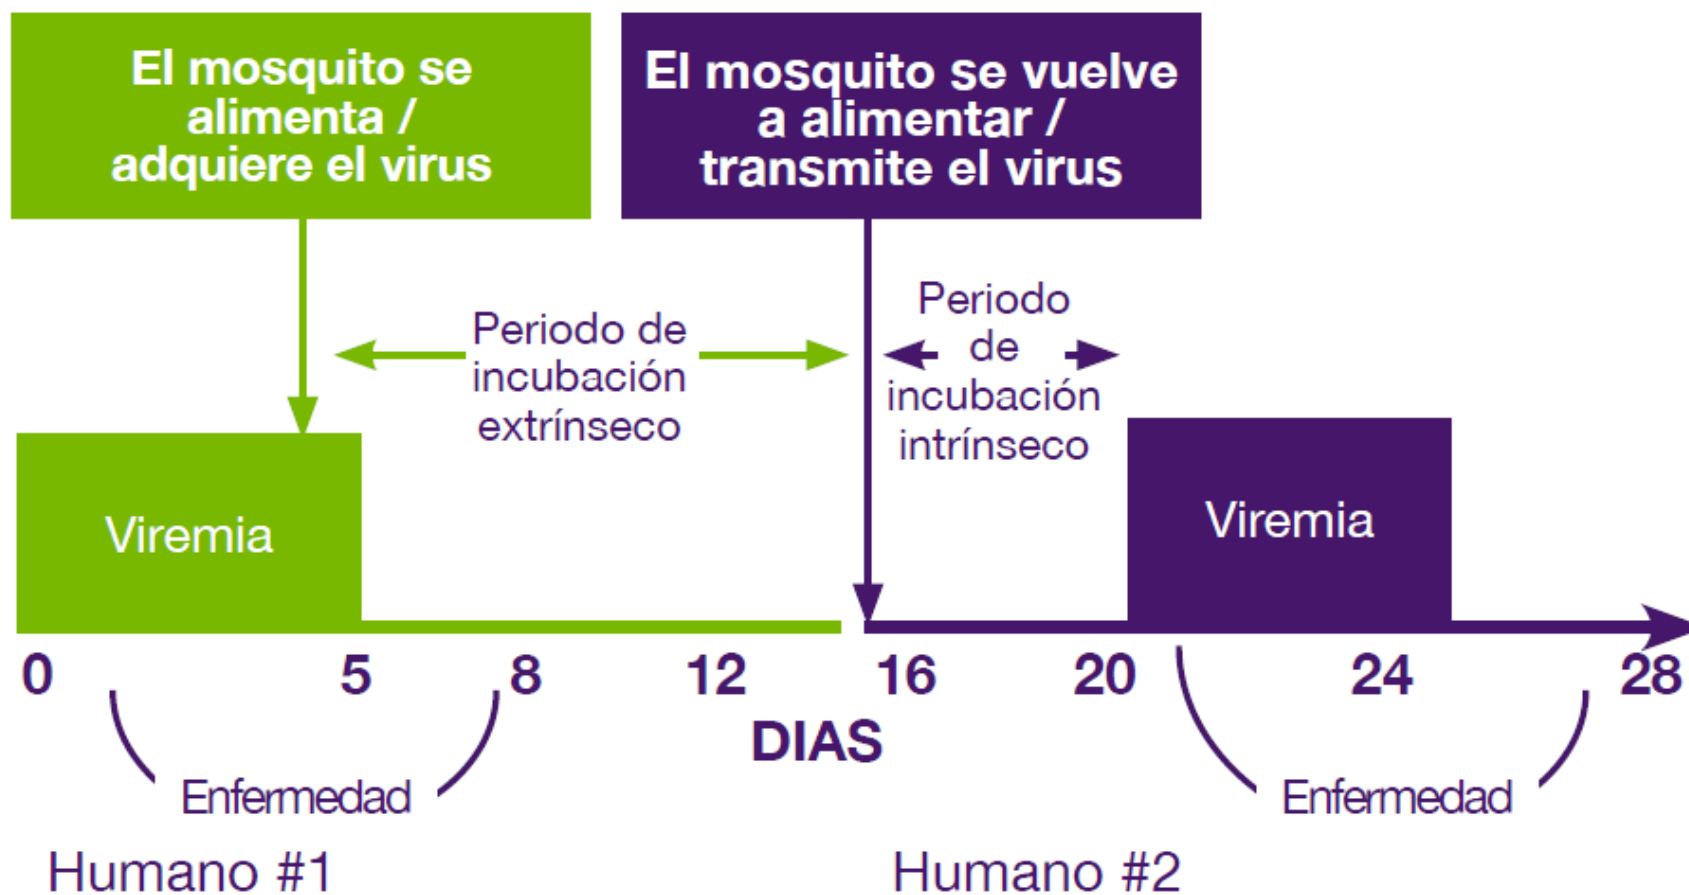 El mosquito se
alimenta /
adquiere el virus
El mosquito se vuelve
a alimentar /
transmite el virus
Periodo de
incubación
extrínseco
Periodo
de
incubación
intrínseco
Viremia
Viremia
0 5 8 12 16 20 24 28
DIAS
Enfermedad
Enfermedad
Humano #1
Humano #2